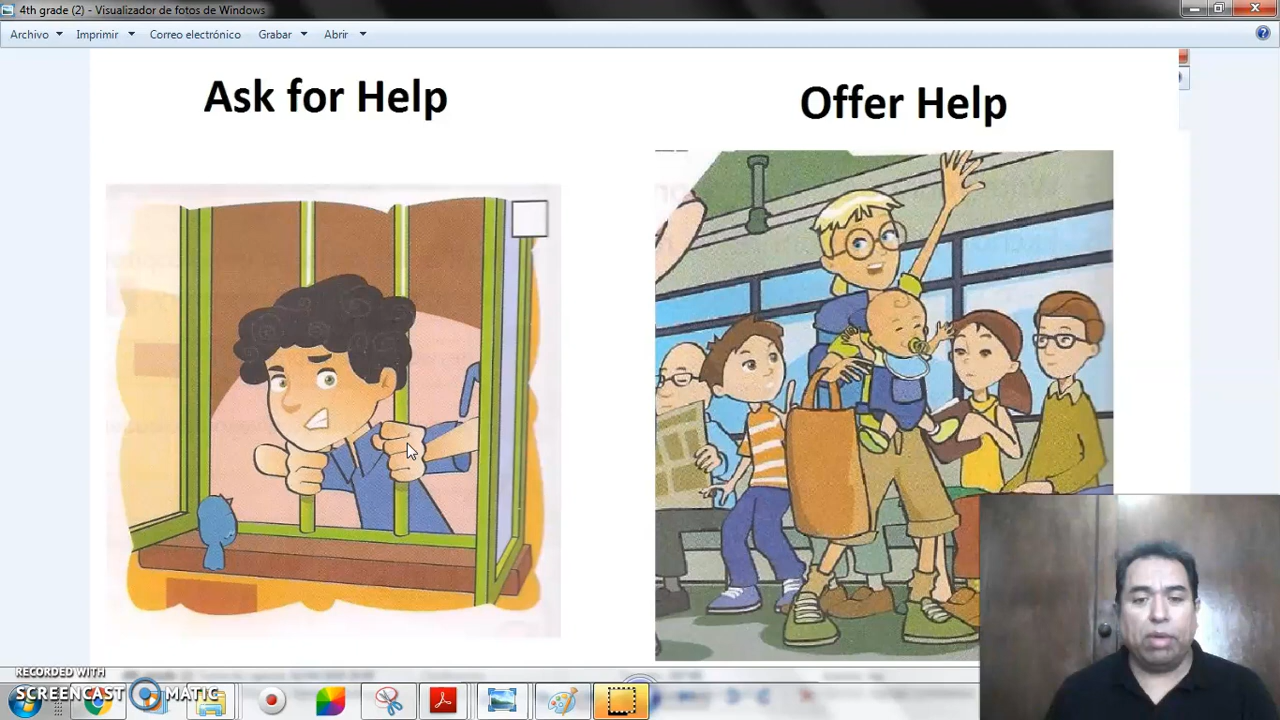 4th grade (2) - Visualizador de fotos de Windows
Archivo Imprimir Correo electrónico Grabar Abrir
Ask for Help
Offer Help
RECORDED WITH
SCREENCAST MATIC